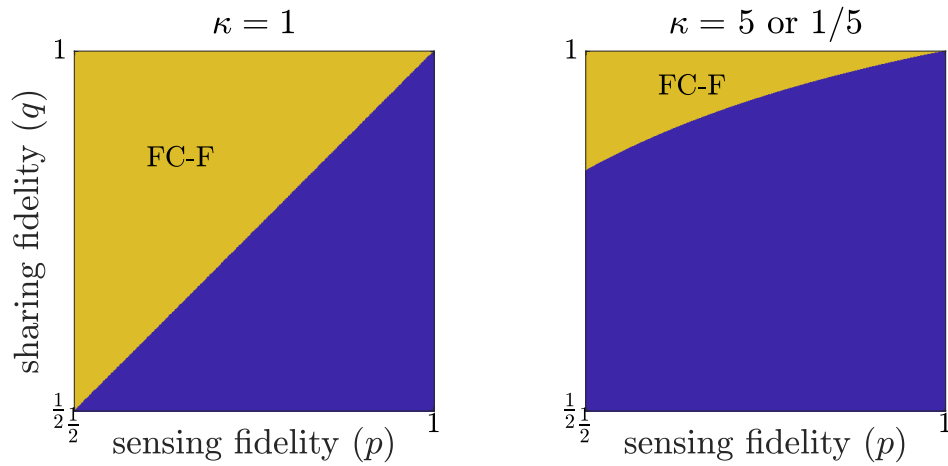 κ = 1
1
FC-F
sharing fidelity (q)
1/2
1/2
1
sensing fidelity (p)
κ = 5 or 1/5
1
FC-F
1/2
1/2
1
sensing fidelity (p)